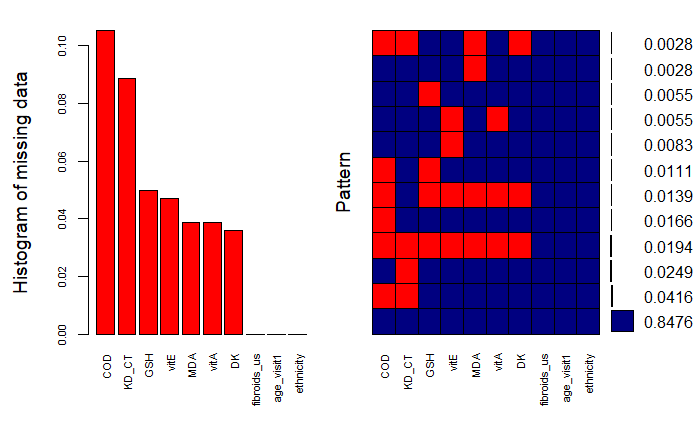 Histogram of missing data
0.10
0.08
0.06
0.04
0.02
0.00
COD
KD_CT
GSH
vitE
MDA
vitA
DK
fibroids_us
age_visit1
ethnicity
Pattern
COD
KD_CT
GSH
vitE
MDA
vitA
DK
fibroids_us
age_visit1
ethnicity
0.0028
0.0028
0.0055
0.0055
0.0083
0.0111
0.0139
0.0166
0.0194
0.0249
0.0416
0.8476